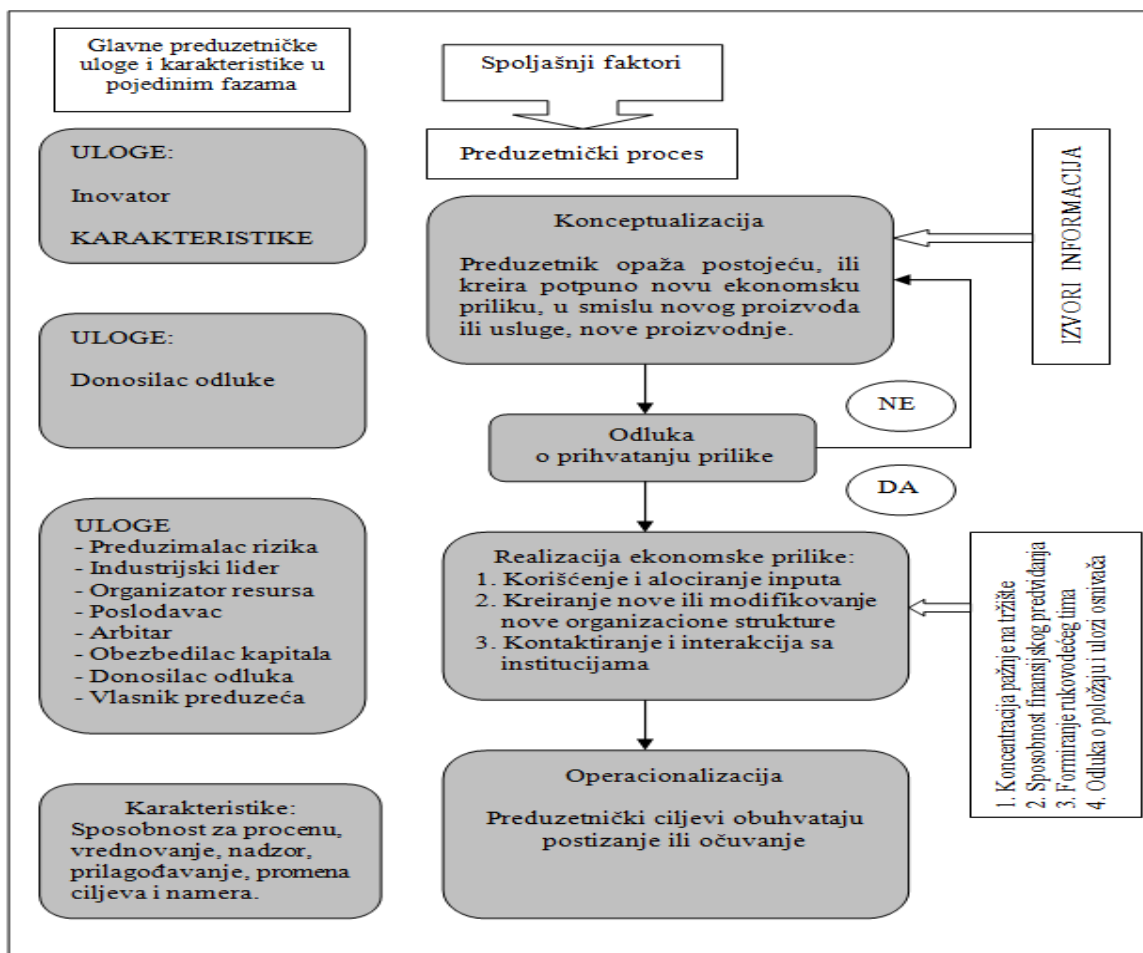 Glavne preduzetničke
uloge i karakteristike u
pojedinim fazama
Spoljašnji faktori
Preduzetnički proces
ULOGE:
Inovator
KARAKTERISTIKE
Konceptualizacija
Preduzetnik opaža postojeću, ili
kreira potpuno novu ekonomsku
priliku, u smislu novog proizvoda
ili usluge, nove proizvodnje.
IZVORI INFORMACIJA
ULOGE:
Donosilac odluke
NE
Odluka
o prihvatanju prilike
DA
ULOGE
- Preduzimalac rizika
- Industrijski lider
- Organizator resursa
- Poslodavac
- Arbitar
- Obezbedilac kapitala
- Donosilac odluka
- Vlasnik preduzeća
Realizacija ekonomske prilike:
1. Korišćenje i alociranje inputa
2. Kreiranje nove ili modifikovanje
nove organizacione strukture
3. Kontaktiranje i interakcija sa
institucijama
1. Koncentracija pažnje na tržište
2. Sposobnost finansijskog predviđanja
3. Formiranje rukovodećeg tima
4. Odluka o položaju i ulozi osnivača
Karakteristike:
Sposobnost za procenu,
vrednovanje, nadzor,
prilagođavanje, promena
ciljeva i namera.
Operacionalizacija
Preduzetnički ciljevi obuhvataju
postizanje ili očuvanje